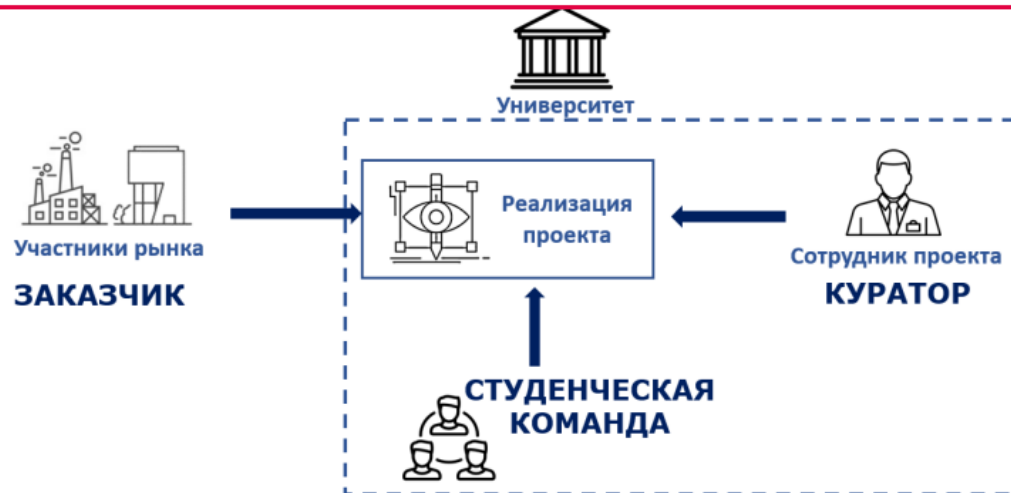 Университет
Участники рынка
ЗАКАЗЧИК
Реализация
проекта
Сотрудник проекта
КУРАТОР
СТУДЕНЧЕСКАЯ
КОМАНДА